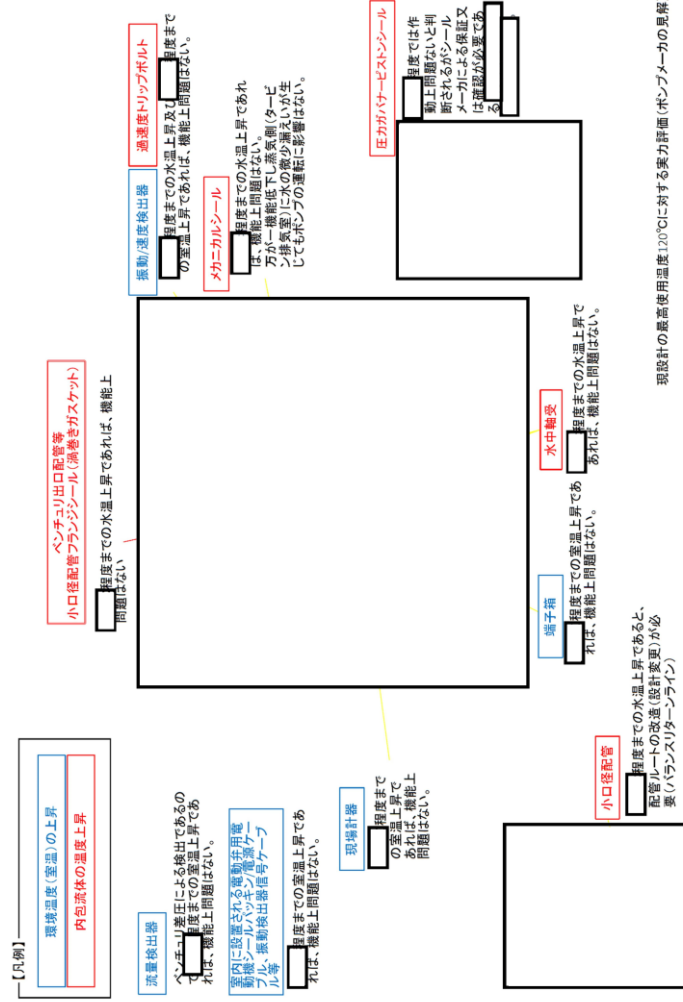 【凡例】
環境温度（室温）の上昇
内包流体の温度上昇
ベンチュリ出口配管等
小口径配管フランジシール（渦巻きガスケット）
程度までの水温上昇であれば、機能上
問題はない
振動/速度検出器
過速度トリップボルト
程度までの水温上昇及び
程度まで
の室温上昇であれば、機能上問題はない。
メカニカルシール
程度までの水温上昇であれ
ば、機能上問題はない。
万が一機能低下し蒸気側（タービ
ン排気室）に水の微少漏えいが生
じてもポンプの運転に影響はない。
圧力ガバナーピストンシール
程度では作
動上問題ないと判
断されるがシール
メーカによる保証又
は確認が必要であ
る
流量検出器
ベンチュリ差圧による検出であるの
で
程度までの室温上昇であ
れば、機能上問題はない。
室内に設置される電動弁用電
動機シールパッキン/電源ケー
ブル、振動検出器信号ケーブ
ル等
程度までの室温上昇であ
れば、機能上問題はない。
現場計器
程度まで
の室温上昇で
あれば、機能上
問題はない。
端子箱
程度までの室温上昇であ
れば、機能上問題はない。
水中軸受
程度までの水温上昇で
あれば、機能上問題はない。
小口径配管
程度までの水温上昇であると、
配管ルートの改造（設計変更）が必
要（バランスリターンライン）
現設計の最高使用温度120℃に対する実力評価（ポンプメーカの見解